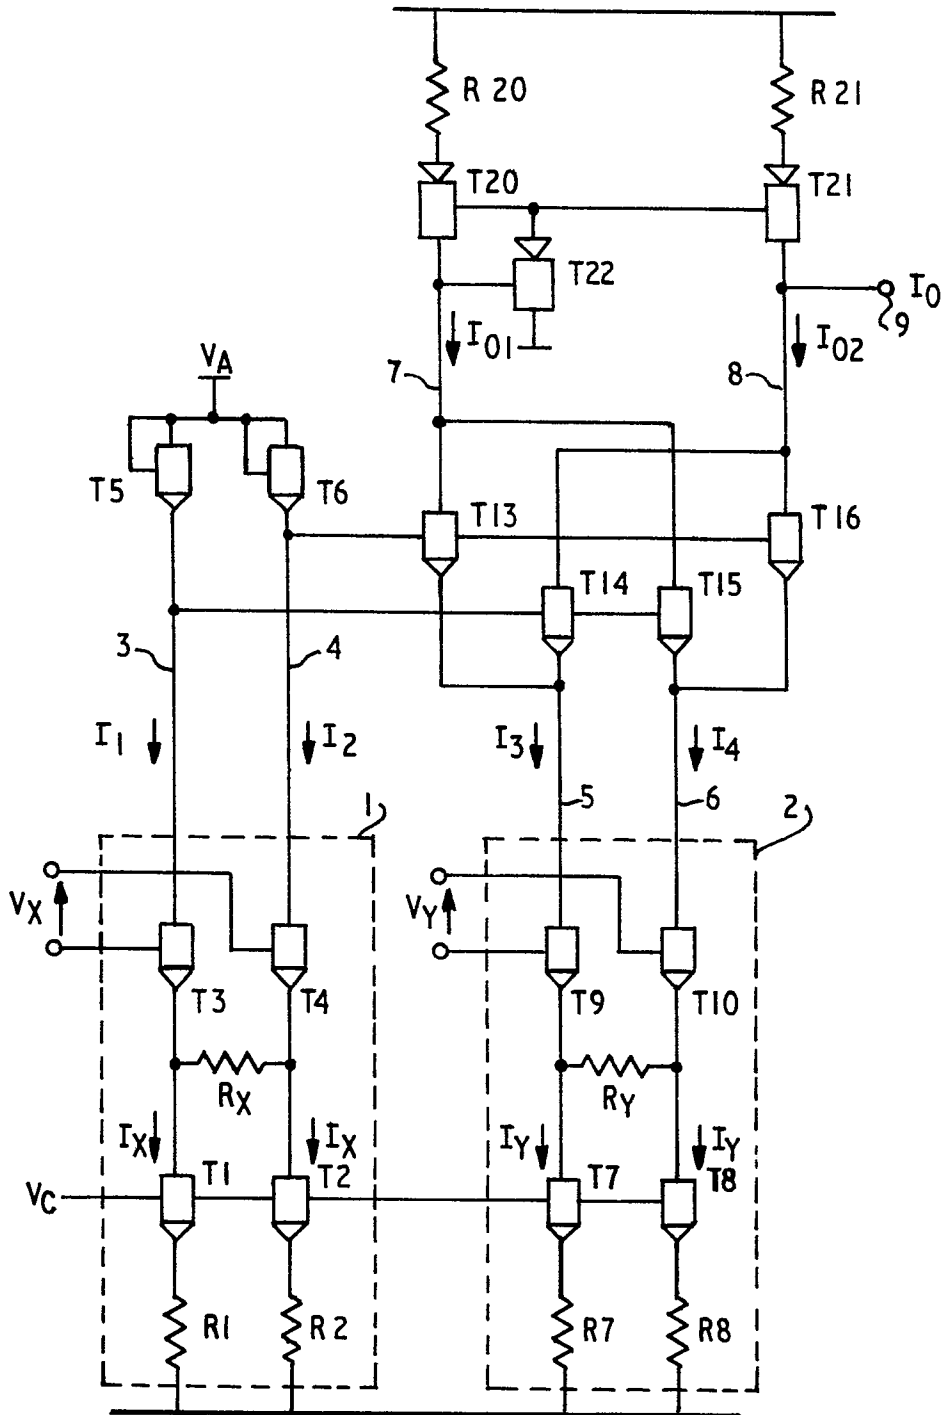 R20 R21
T20 T21
T22
I0
9
I01 I02
7 8
VA
T5 T6
T13 T16
T14 T15
3 4
I1 I2 I3 I4
5 6
1 2
VX VY
T3 T4 T9 T10
RX RY
IX IX IY IY
VC T1 T2 T7 T8
R1 R2 R7 R8